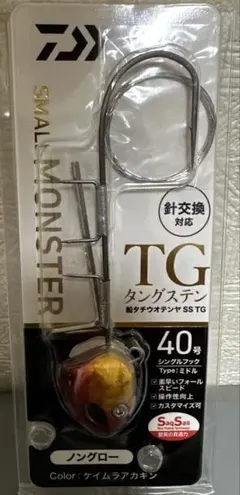 SMALL MONSTER
針交換
対応
TG
タングステン
船タチウオテンヤ SS TG
40号
シングルフック
Type:ミドル
・素早いフォール
スピード
・操作性向上
・カスタマイズ可
SaqSaS
ノングロー
Color:ケイムラアカキン